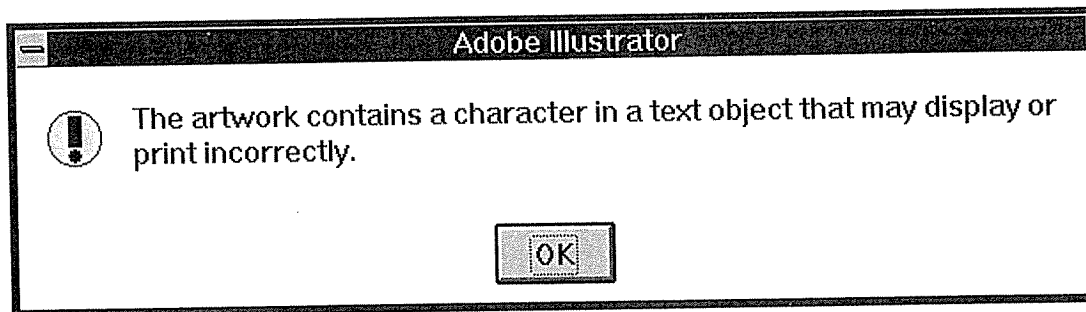 Adobe Illustrator
The artwork contains a character in a text object that may display or
print incorrectly.
OK